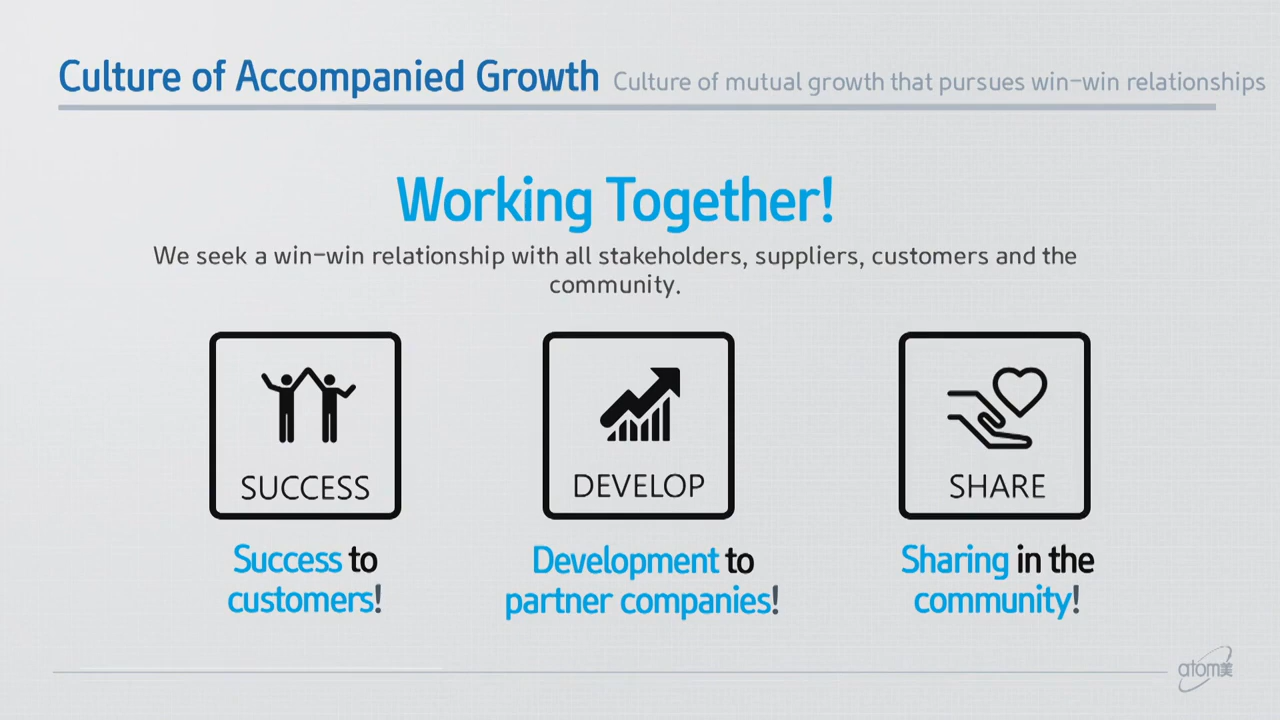 Culture of Accompanied Growth Culture of mutual growth that pursues win-win relationships
Working Together!
We seek a win-win relationship with all stakeholders, suppliers, customers and the
community.
SUCCESS
DEVELOP
SHARE
Success to
customers!
Development to
partner companies!
Sharing in the
community!
atom美